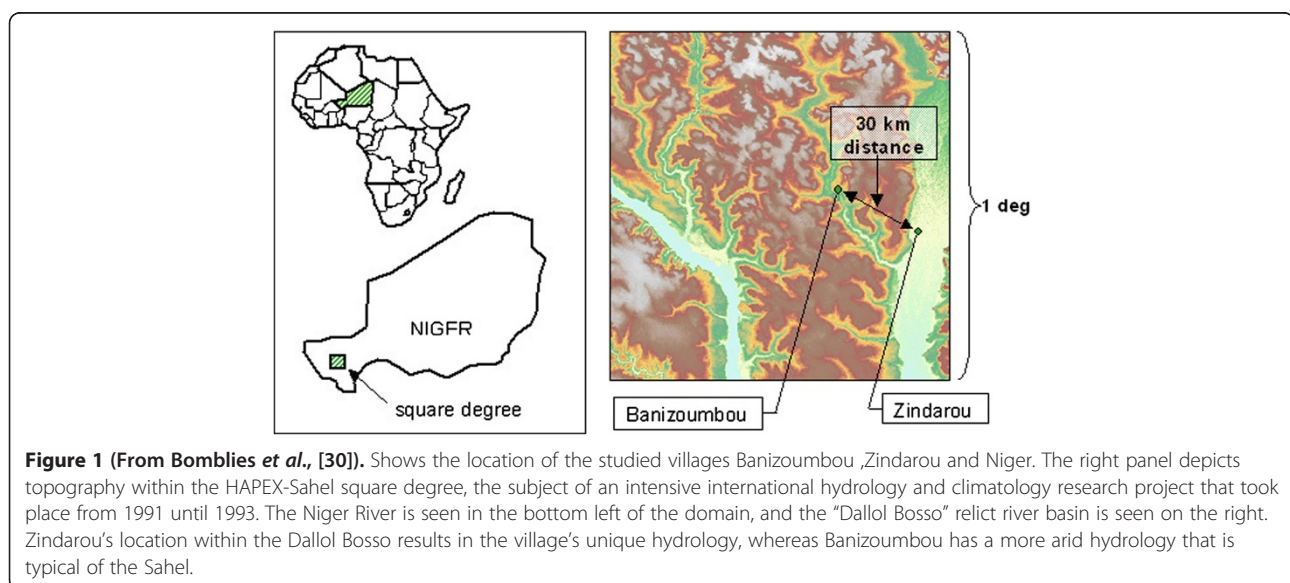 NIGFR
square degree
30 km
distance
1 deg
Banizoumbou
Zindarou
Figure 1 (From Bomblies et al., [30]). Shows the location of the studied villages Banizoumbou ,Zindarou and Niger. The right panel depicts
topography within the HAPEX-Sahel square degree, the subject of an intensive international hydrology and climatology research project that took
place from 1991 until 1993. The Niger River is seen in the bottom left of the domain, and the “Dallol Bosso” relict river basin is seen on the right.
Zindarou’s location within the Dallol Bosso results in the village’s unique hydrology, whereas Banizoumbou has a more arid hydrology that is
typical of the Sahel.